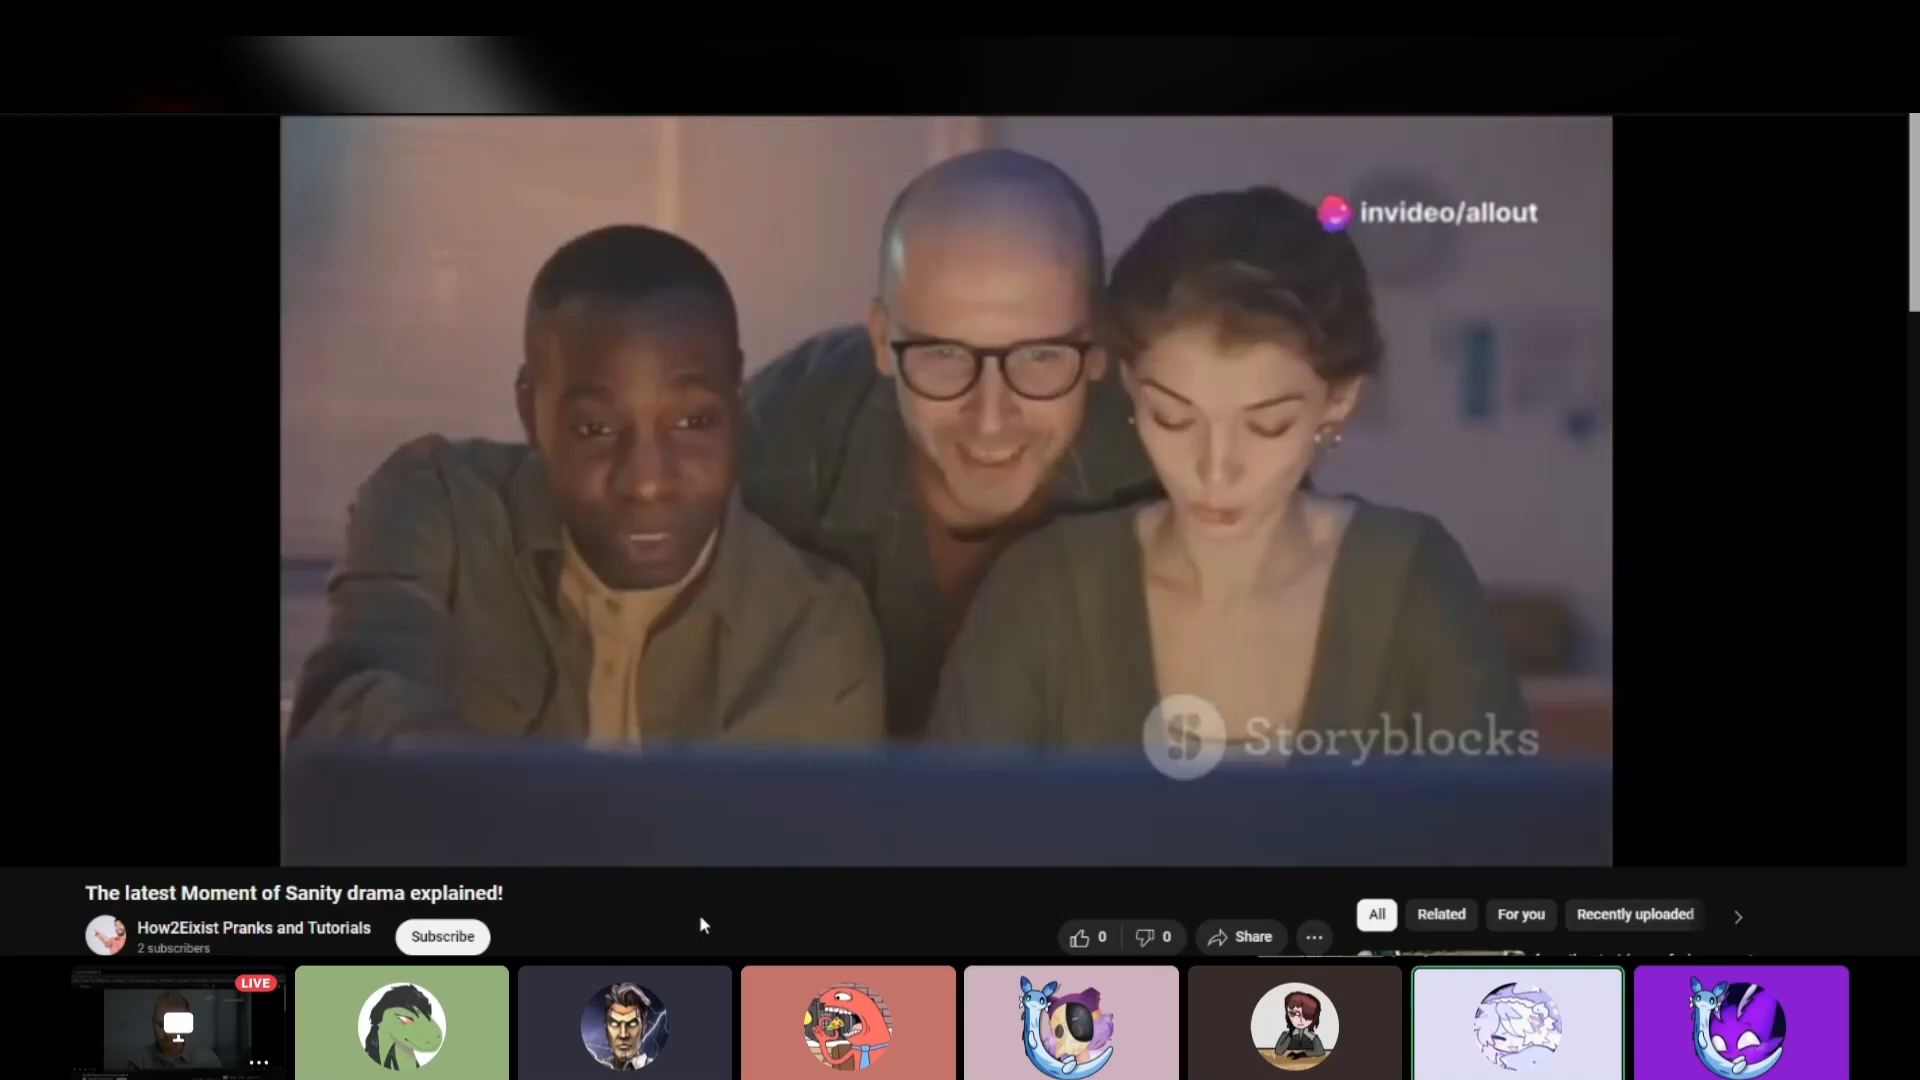 invideo/allout
Storyblocks
The latest Moment of Sanity drama explained!
How2Eixist Pranks and Tutorials
2 subscribers
Subscribe
0
0
Share
All
Related
For you
Recently uploaded
LIVE